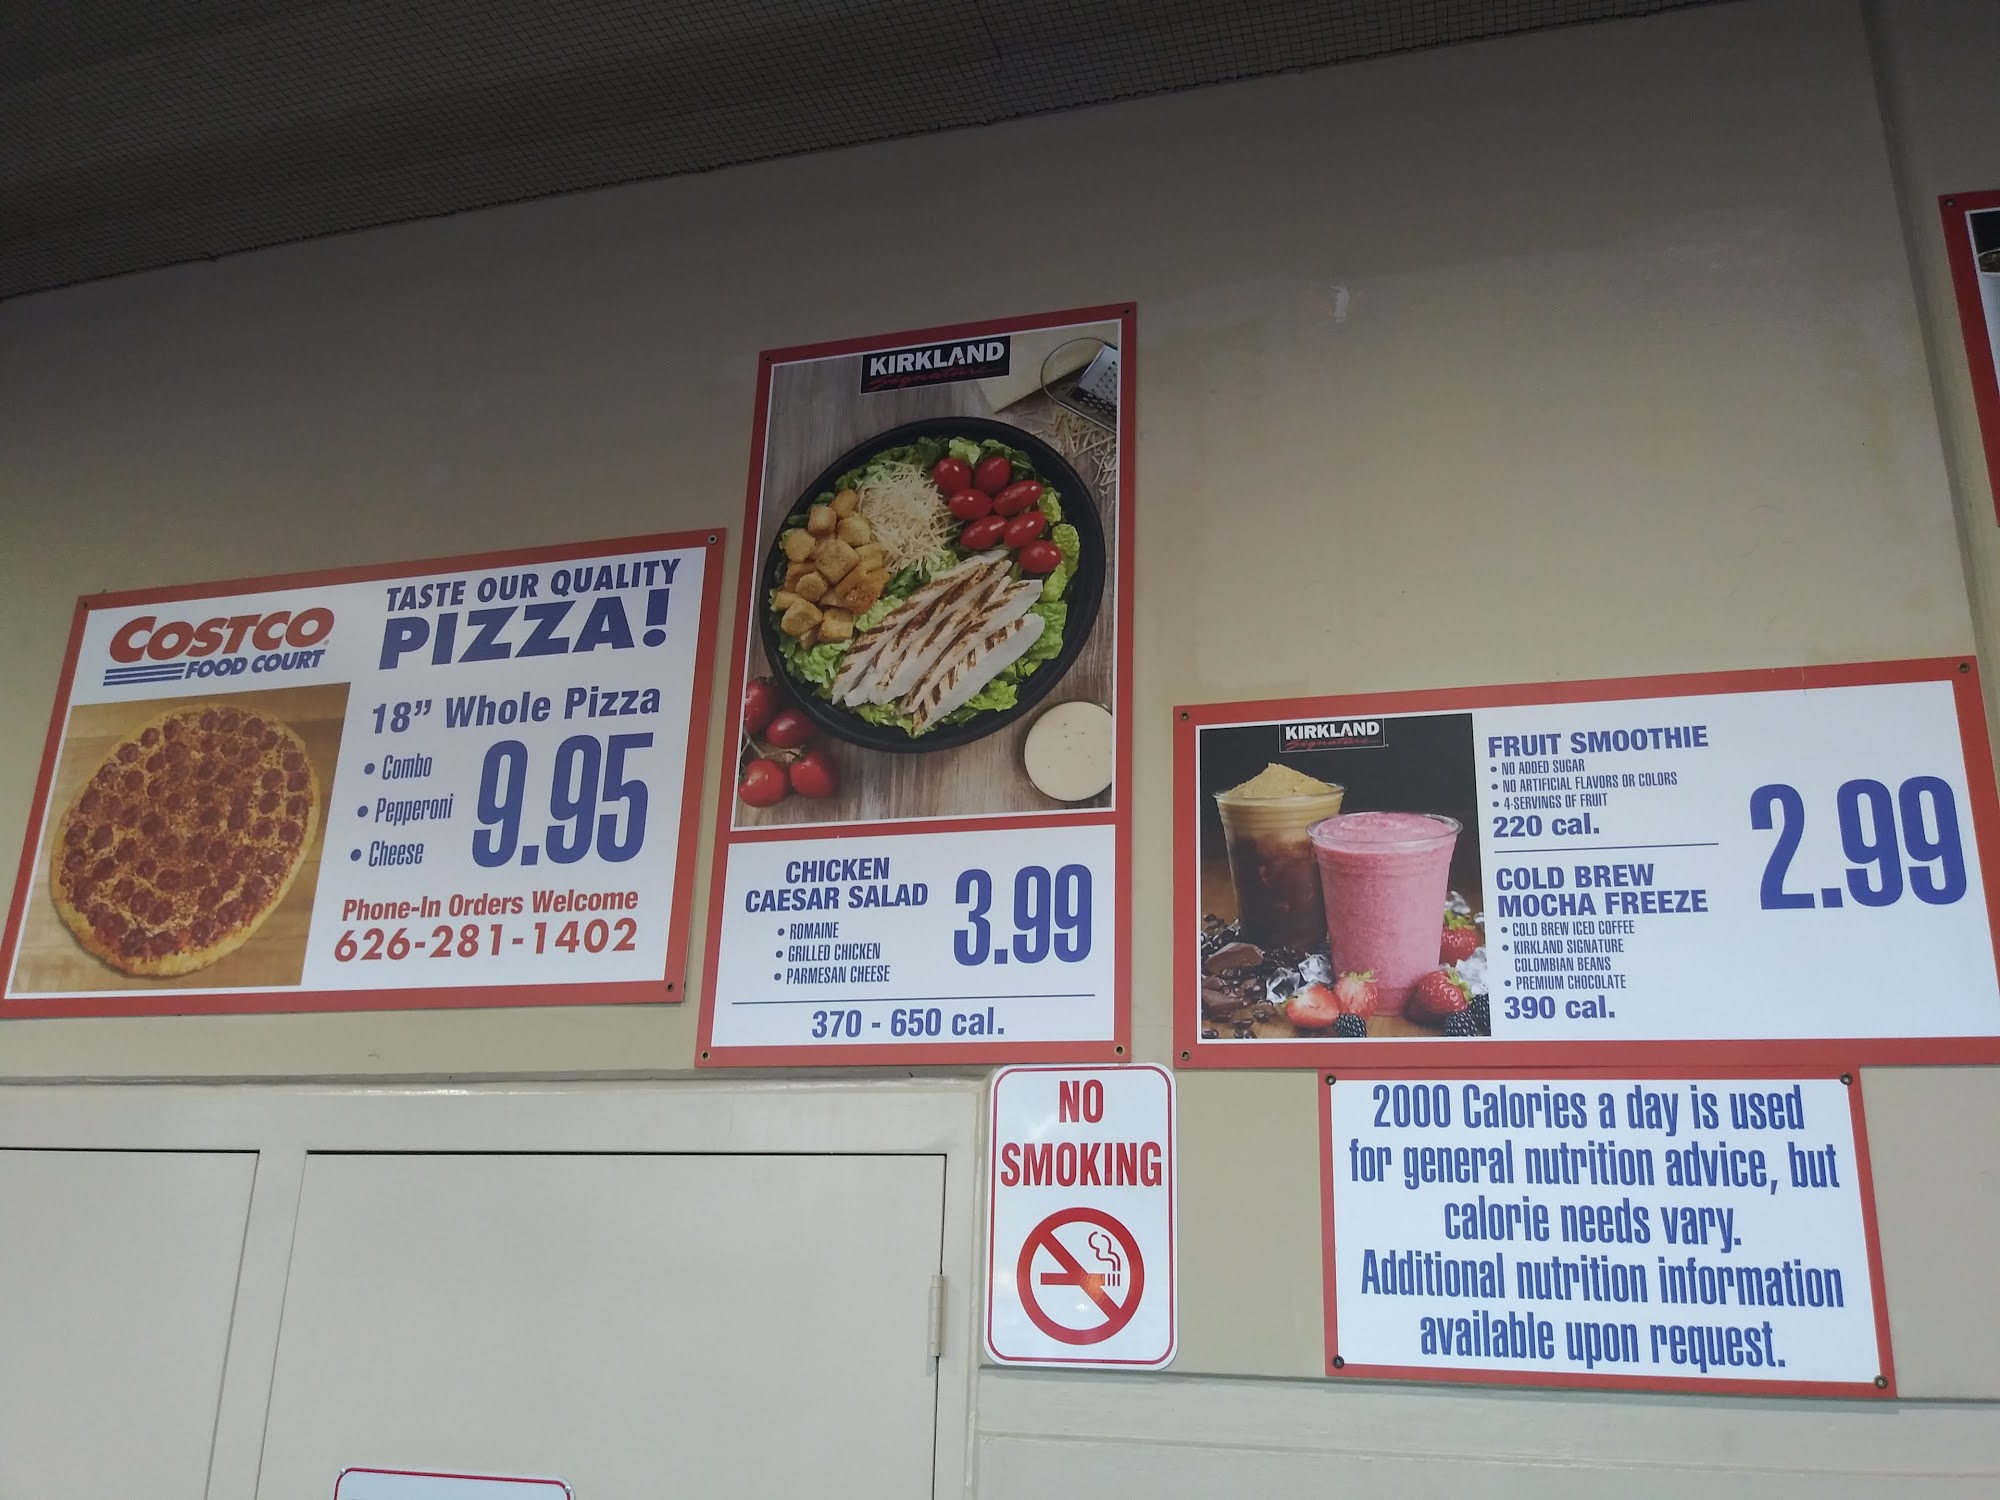 COSTCO
FOOD COURT
TASTE OUR QUALITY
PIZZA!
18” Whole Pizza
• Combo
• Pepperoni
• Cheese
9.95
Phone-In Orders Welcome
626-281-1402
KIRKLAND
Signature
CHICKEN
CAESAR SALAD
• ROMAINE
• GRILLED CHICKEN
• PARMESAN CHEESE
3.99
370 - 650 cal.
KIRKLAND
Signature
FRUIT SMOOTHIE
• NO ADDED SUGAR
• NO ARTIFICIAL FLAVORS OR COLORS
• 4-SERVINGS OF FRUIT
220 cal.
COLD BREW
MOCHA FREEZE
• COLD BREW ICED COFFEE
• KIRKLAND SIGNATURE
COLOMBIAN BEANS
• PREMIUM CHOCOLATE
390 cal.
2.99
NO
SMOKING
2000 Calories a day is used
for general nutrition advice, but
calorie needs vary.
Additional nutrition information
available upon request.